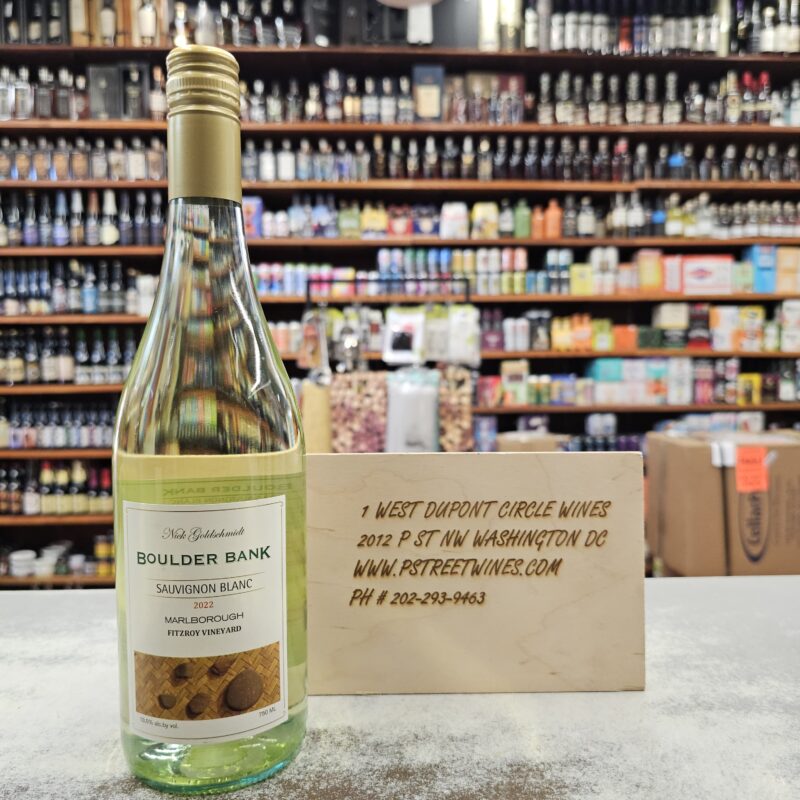 Nick Goldschmidt
BOULDER BANK
SAUVIGNON BLANC
2022
MARLBOROUGH
FITZROY VINEYARD
750 ML
1 WEST DUPONT CIRCLE WINES
2012 P ST NW WASHINGTON DC
WWW.PSTREETWINES.COM
PH # 202-293-9463